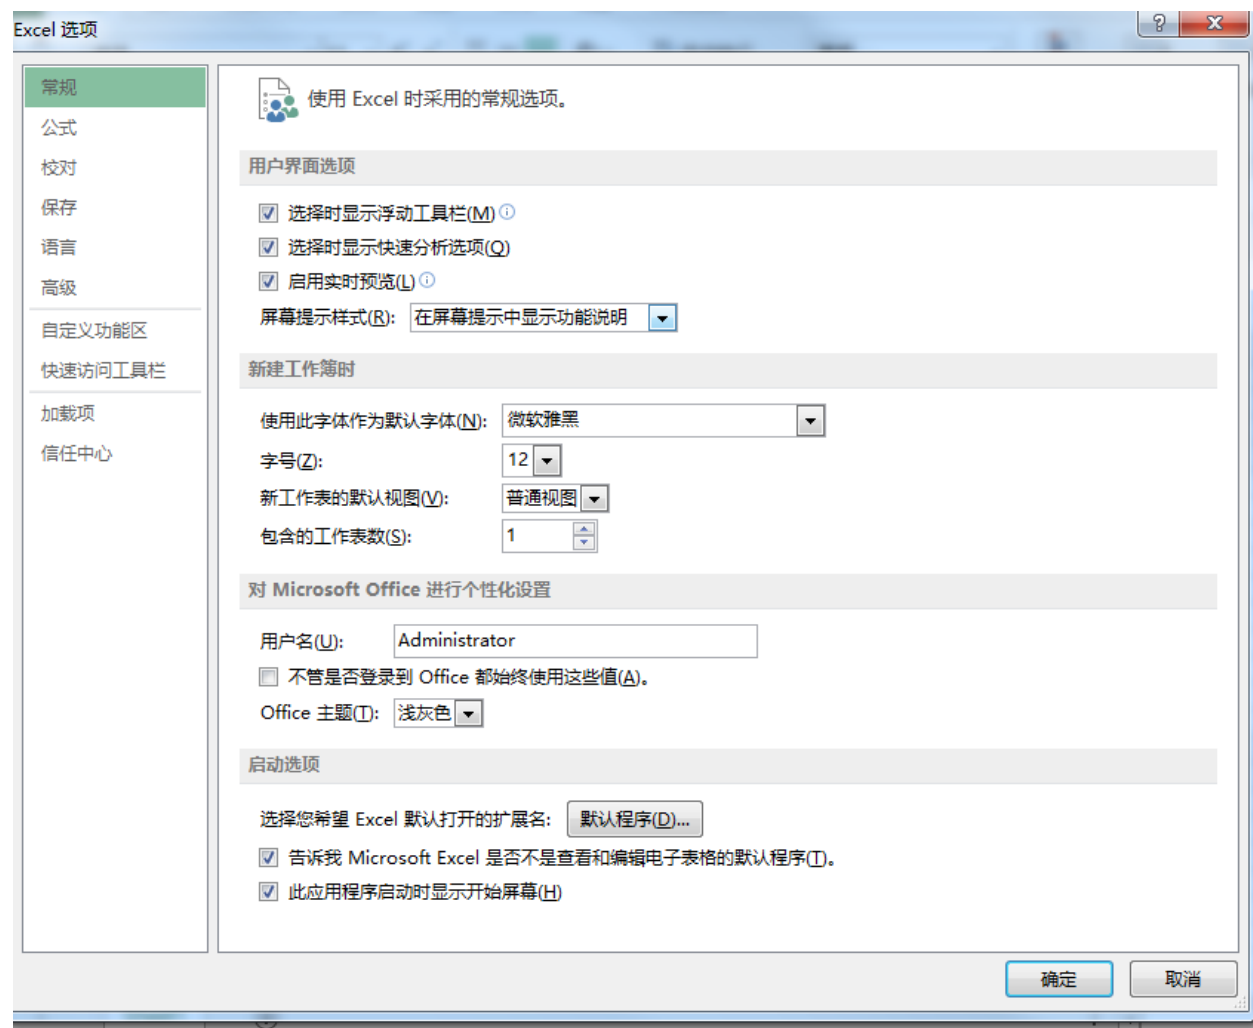 Excel 选项
常规
公式
校对
保存
语言
高级
自定义功能区
快速访问工具栏
加载项
信任中心
使用 Excel 时采用的常规选项。
用户界面选项
选择时显示浮动工具栏(M)
选择时显示快速分析选项(Q)
启用实时预览(L)
屏幕提示样式(R): 在屏幕提示中显示功能说明
新建工作簿时
使用此字体作为默认字体(N): 微软雅黑
字号(Z): 12
新工作表的默认视图(V): 普通视图
包含的工作表数(S): 1
对 Microsoft Office 进行个性化设置
用户名(U): Administrator
不管是否登录到 Office 都始终使用这些值(A)。
Office 主题(T): 浅灰色
启动选项
选择您希望 Excel 默认打开的扩展名: 默认程序(D)...
告诉我 Microsoft Excel 是否不是查看和编辑电子表格的默认程序(T)。
此应用程序启动时显示开始屏幕(H)
确定 取消